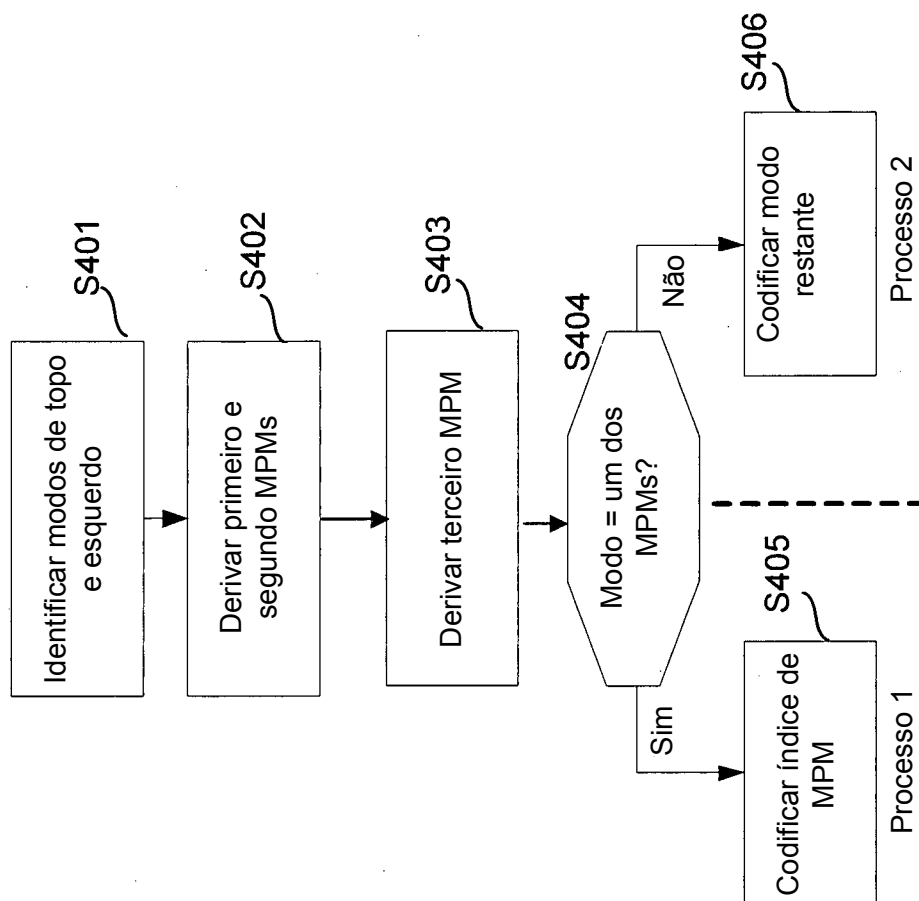 S401
Identificar modos de topo
e esquerdo
S402
Derivar primeiro e
segundo MPMs
S403
Derivar terceiro MPM
S404
Modo = um dos
MPMs?
Sim
Não
S405
Codificar índice de
MPM
Processo 1
S406
Codificar modo
restante
Processo 2